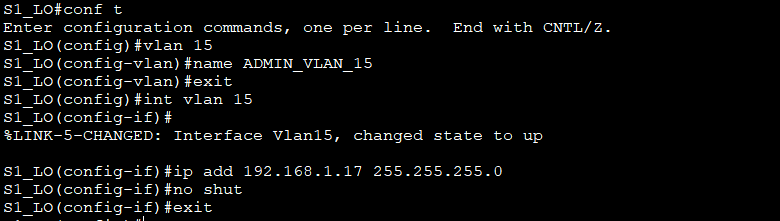 S1_LO#conf t
Enter configuration commands, one per line.  End with CNTL/Z.
S1_LO(config)#vlan 15
S1_LO(config-vlan)#name ADMIN_VLAN_15
S1_LO(config-vlan)#exit
S1_LO(config)#int vlan 15
S1_LO(config-if)#
%LINK-5-CHANGED: Interface Vlan15, changed state to up

S1_LO(config-if)#ip add 192.168.1.17 255.255.255.0
S1_LO(config-if)#no shut
S1_LO(config-if)#exit